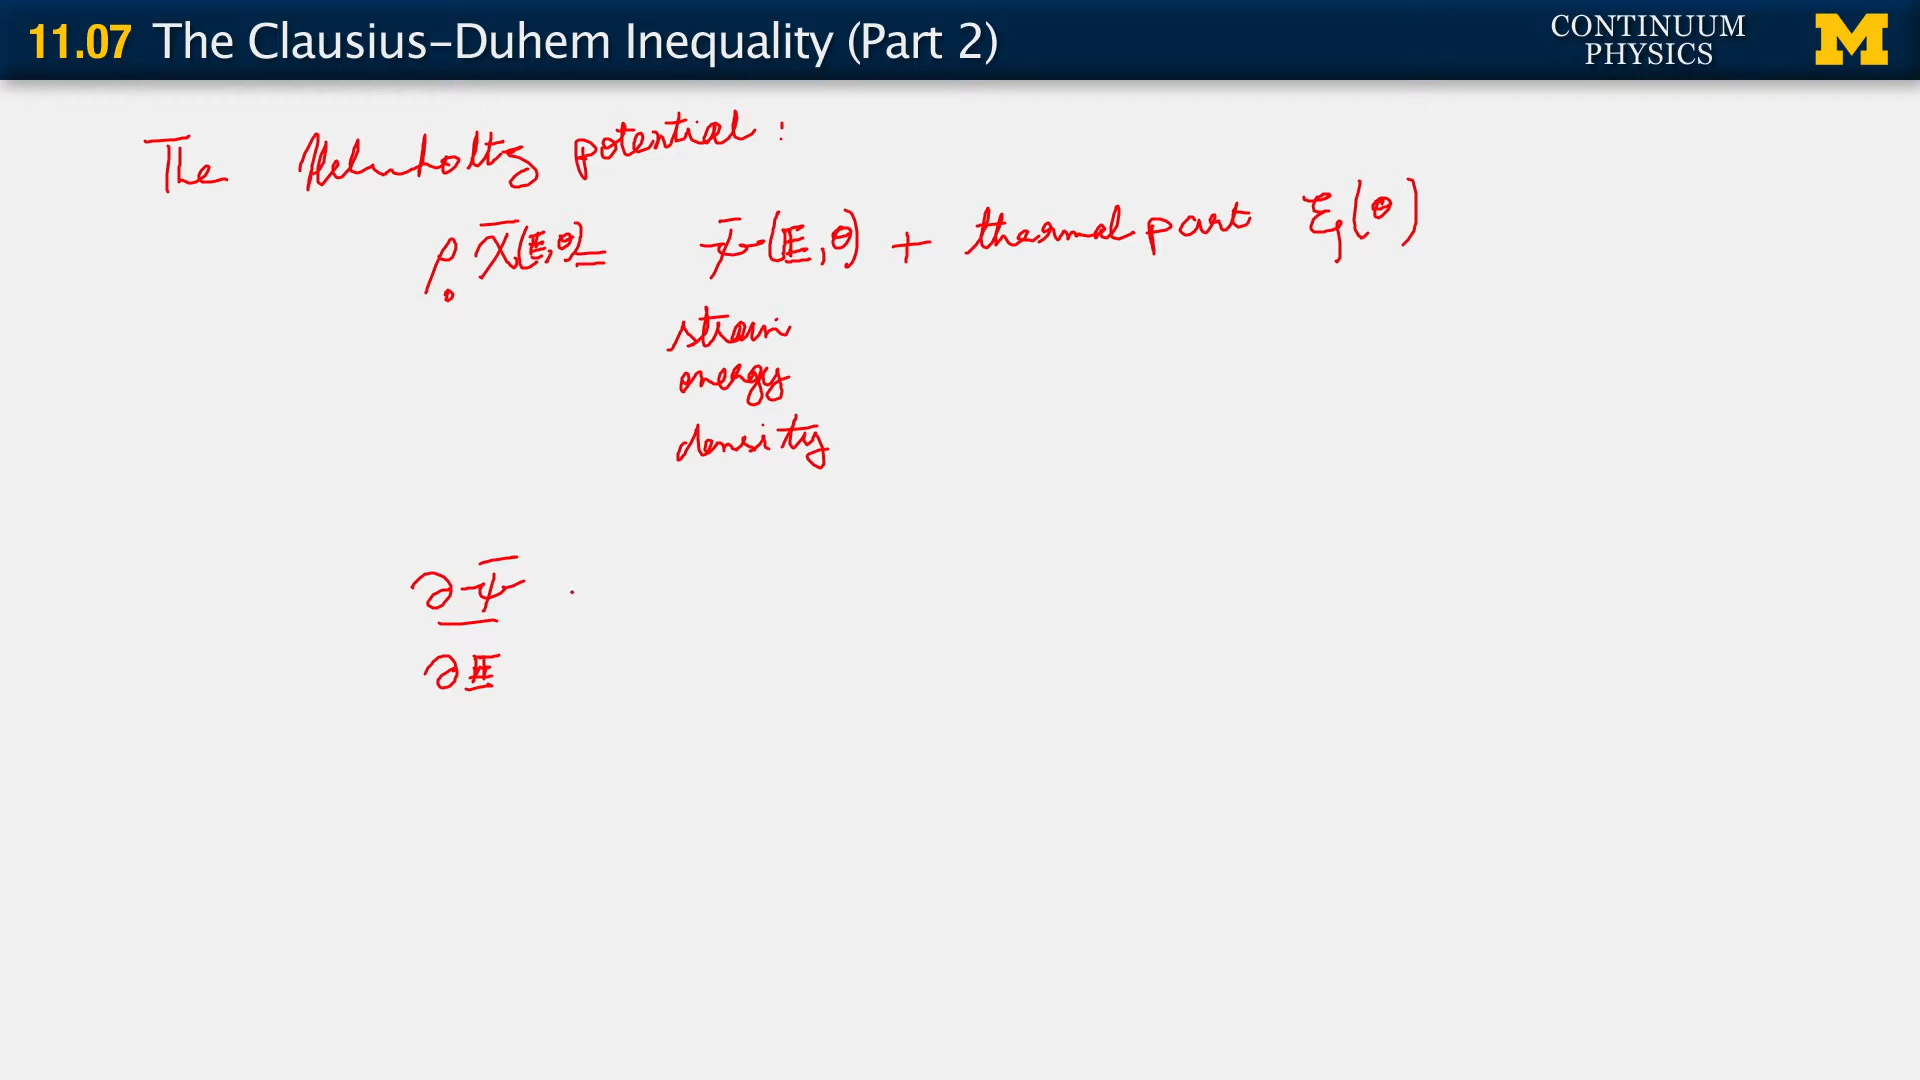 11.07 The Clausius–Duhem Inequality (Part 2)
CONTINUUM
PHYSICS
M
The Helmholtz potential :
ρ₀ χ̅(E, θ) = ψ̅(E, θ) + thermal part ξ(θ)
strain
energy
density
∂ψ̅
∂E